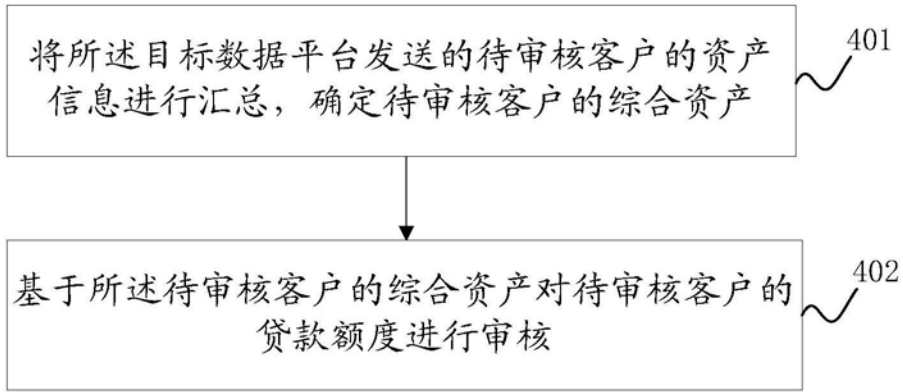 将所述目标数据平台发送的待审核客户的资产
信息进行汇总，确定待审核客户的综合资产
401
基于所述待审核客户的综合资产对待审核客户的
贷款额度进行审核
402